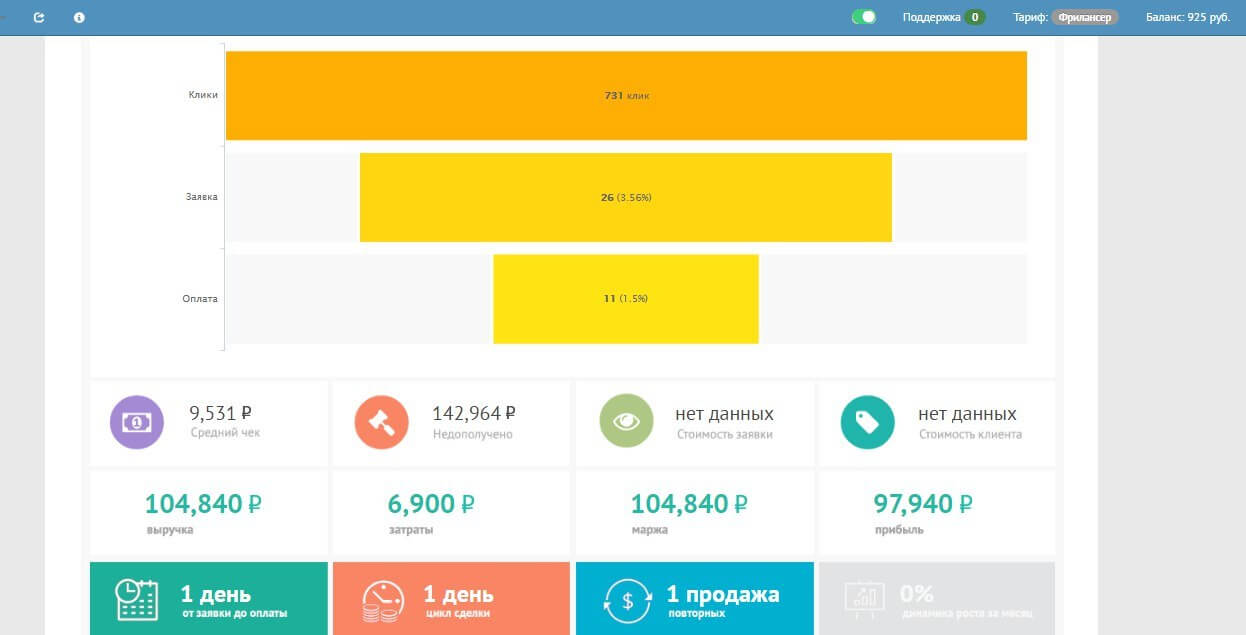 Поддержка 0 Тариф: Фрилансер Баланс: 925 руб.
Клики 731 клик
Заявка 26 (3.56%)
Оплата 11 (1.5%)
9,531 ₽ 142,964 ₽ нет данных нет данных
Средний чек Недополучено Стоимость заявки Стоимость клиента
104,840 ₽ 6,900 ₽ 104,840 ₽ 97,940 ₽
выручка затраты маржа прибыль
1 день 1 день 1 продажа 0%
от заявки до оплаты цикл сделки повторных динамика роста за месяц